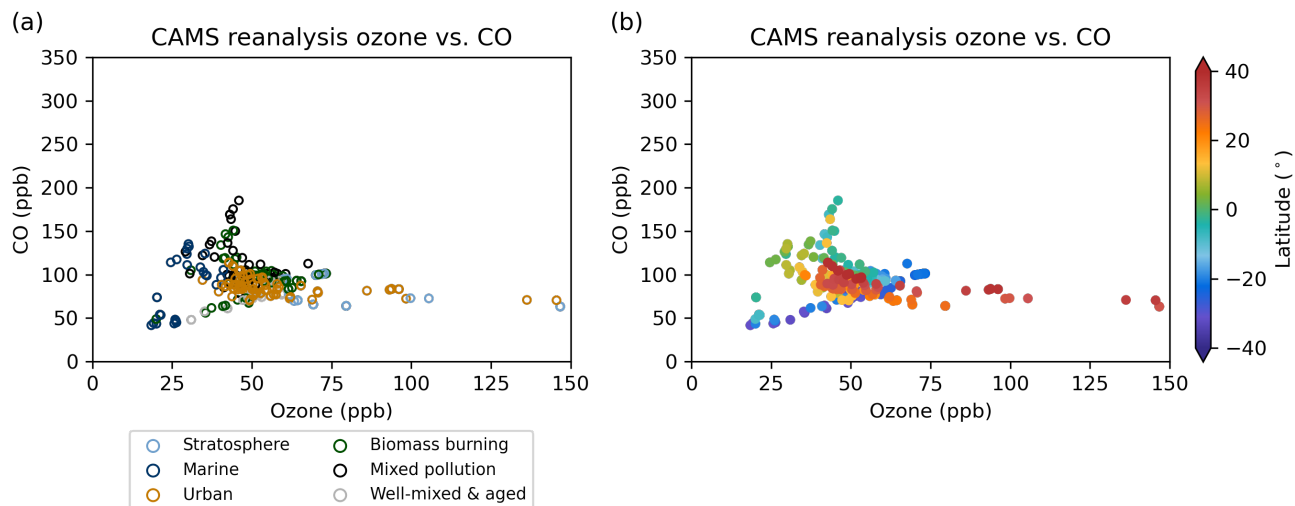 (a)
CAMS reanalysis ozone vs. CO
350
300
250
200
150
100
50
0
CO (ppb)
0 25 50 75 100 125 150
Ozone (ppb)
Stratosphere
Marine
Urban
Biomass burning
Mixed pollution
Well-mixed & aged
(b)
CAMS reanalysis ozone vs. CO
350
300
250
200
150
100
50
0
CO (ppb)
0 25 50 75 100 125 150
Ozone (ppb)
40
20
0
−20
−40
Latitude (°)